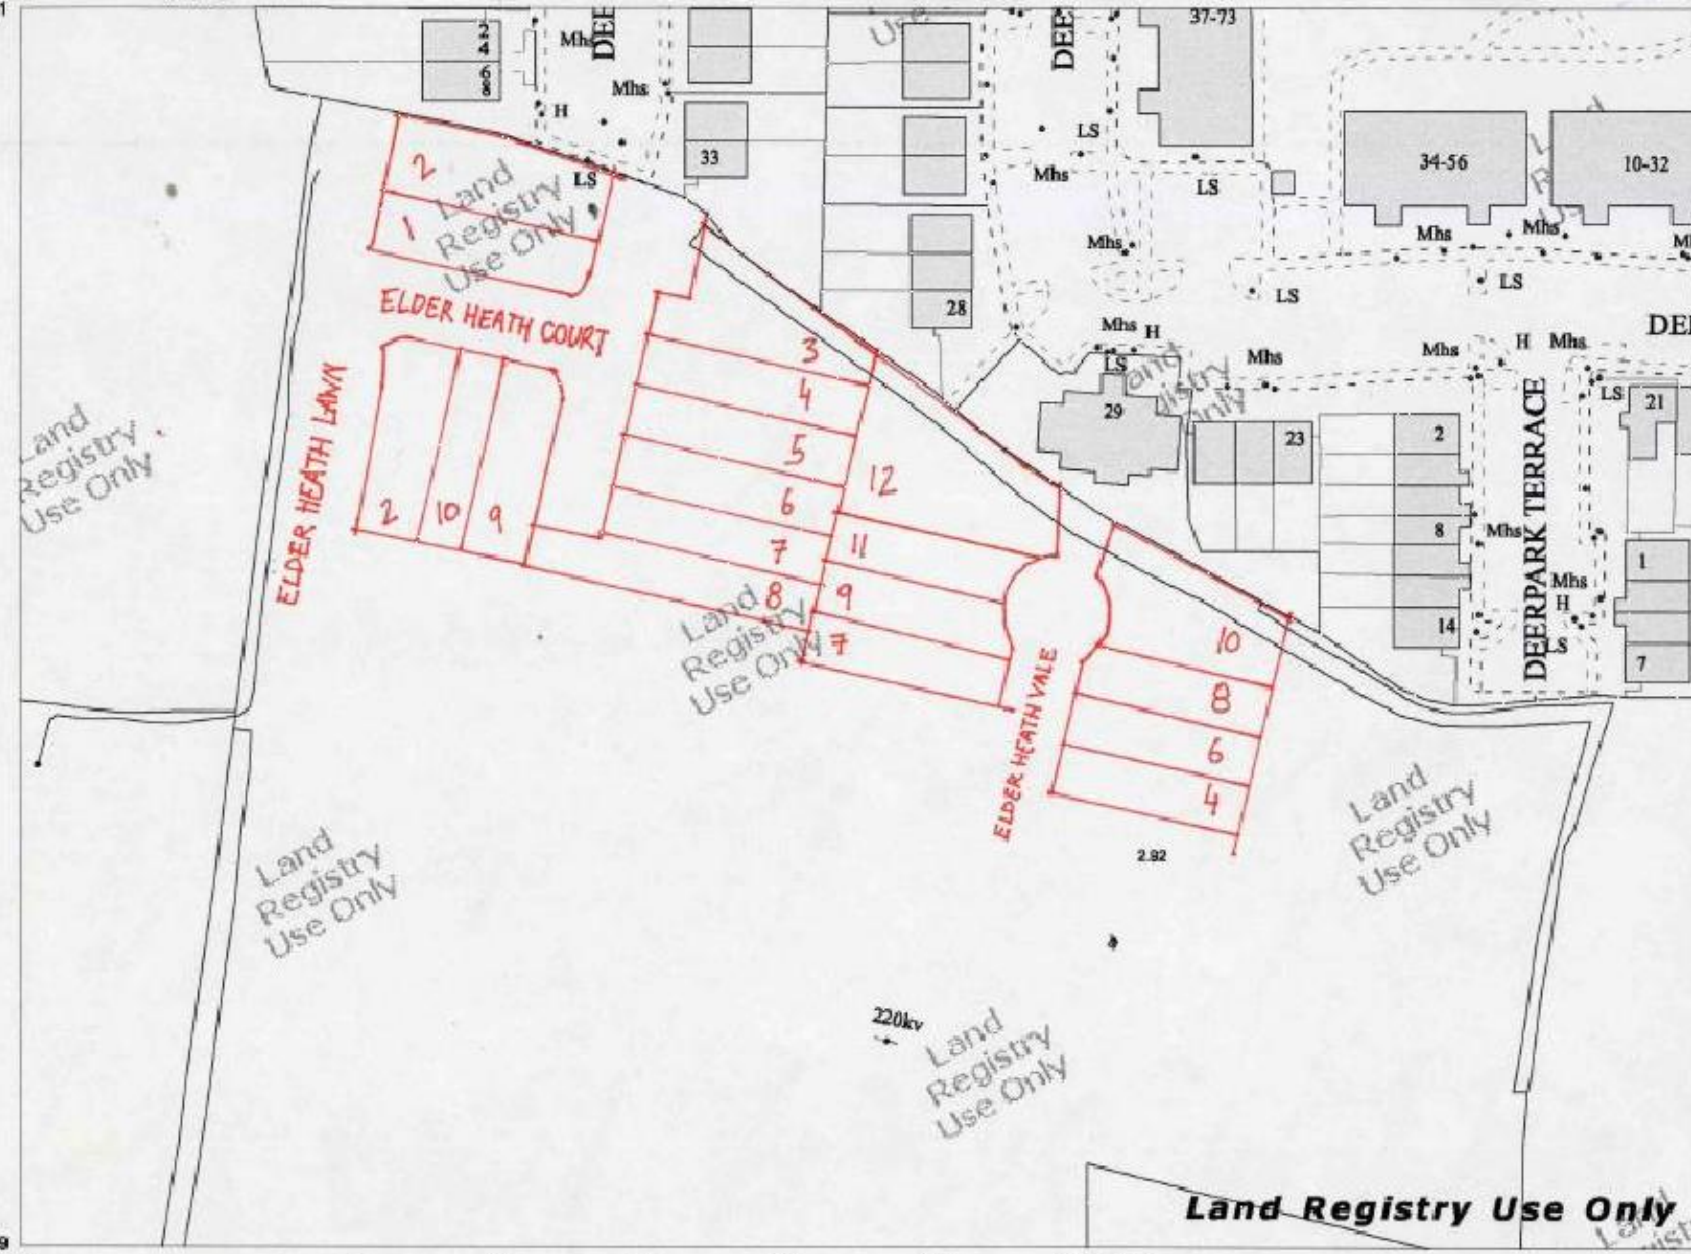 37-73
DEE
DEE
2
4
6
8
Mhs
Mhs
H
33
LS
LS
Mhs
LS
34-56
10-32
Mhs
Mhs
Mhs
LS
LS
28
Mhs
H
LS
Mhs
Mhs
H
Mhs
DEE
29
23
2
8
14
DEERPARK TERRACE
Mhs
Mhs
H
LS
LS
21
1
7
2
1
ELDER HEATH COURT
ELDER HEATH LAWN
2
10
9
3
4
5
6
7
8
12
11
9
7
ELDER HEATH VALE
10
8
6
4
2.92
220kv
Land
Registry
Use Only
Land
Registry
Use Only
Land
Registry
Use Only
Land
Registry
Use Only
Land
Registry
Use Only
Land
Registry
Use Only
Land Registry Use Only